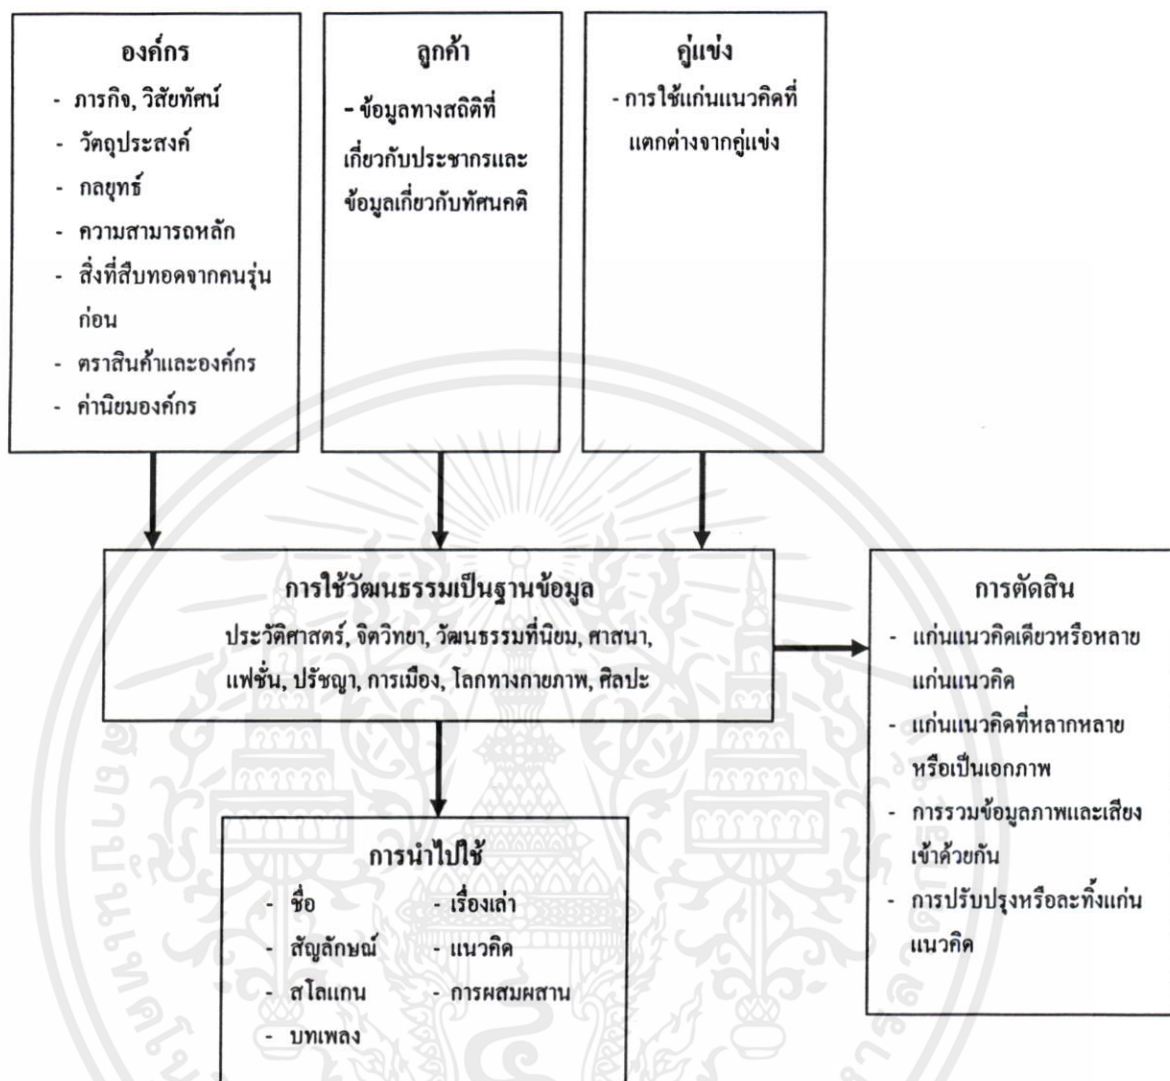 องค์กร
- ภารกิจ, วิสัยทัศน์
- วัตถุประสงค์
- กลยุทธ์
- ความสามารถหลัก
- สิ่งที่สืบทอดจากคนรุ่น
ก่อน
- ตราสินค้าและองค์กร
- ค่านิยมองค์กร
ลูกค้า
- ข้อมูลทางสถิติที่
เกี่ยวกับประชากรและ
ข้อมูลเกี่ยวกับทัศนคติ
คู่แข่ง
- การใช้แก่นแนวคิดที่
แตกต่างจากคู่แข่ง
การใช้วัฒนธรรมเป็นฐานข้อมูล
ประวัติศาสตร์, จิตวิทยา, วัฒนธรรมที่นิยม, ศาสนา,
แฟชั่น, ปรัชญา, การเมือง, โลกทางกายภาพ, ศิลปะ
การตัดสิน
- แก่นแนวคิดเดียวหรือหลาย
แก่นแนวคิด
- แก่นแนวคิดที่หลากหลาย
หรือเป็นเอกภาพ
- การรวมข้อมูลภาพและเสียง
เข้าด้วยกัน
- การปรับปรุงหรือละทิ้งแก่น
แนวคิด
การนำไปใช้
- ชื่อ - เรื่องเล่า
- สัญลักษณ์ - แนวคิด
- สโลแกน - การผสมผสาน
- บทเพลง